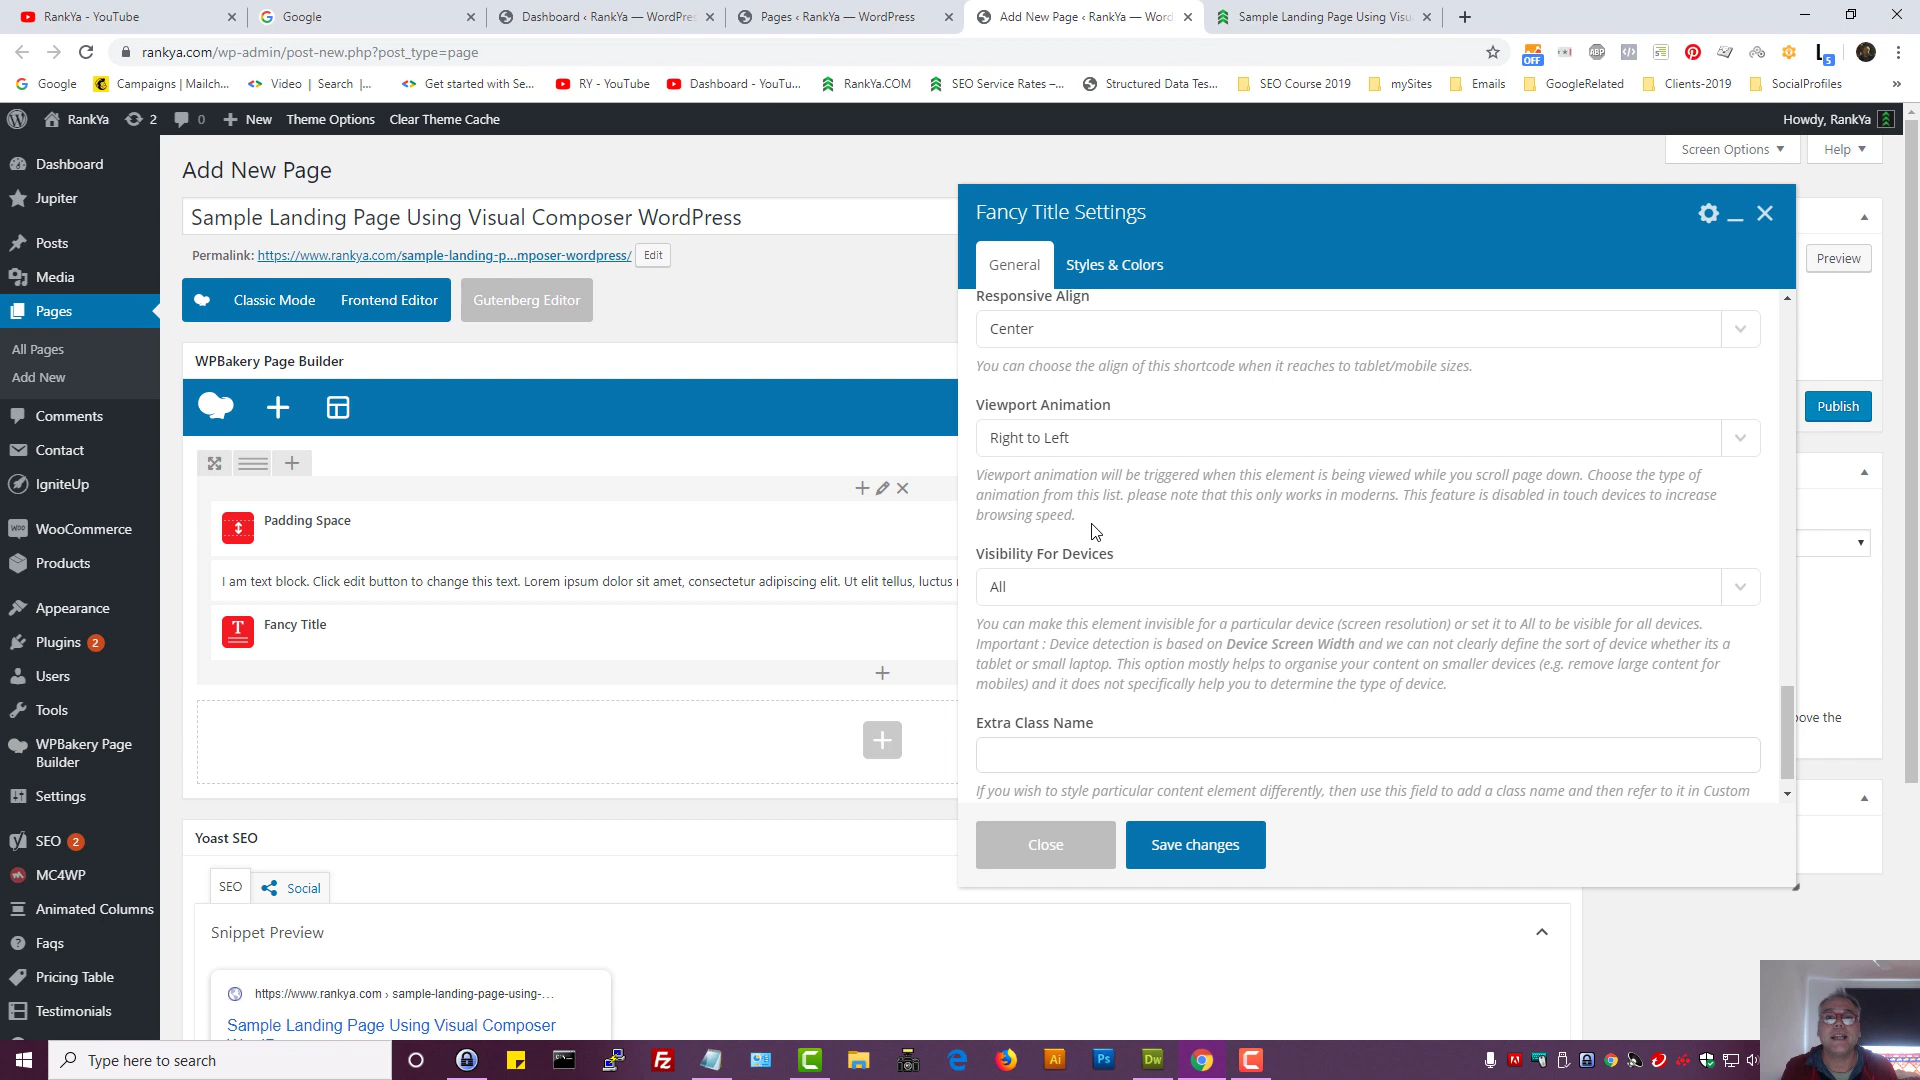 RankYa - YouTube
Google
Dashboard ‹ RankYa — WordPres
Pages ‹ RankYa — WordPress
Add New Page ‹ RankYa — Word
Sample Landing Page Using Visu
rankya.com/wp-admin/post-new.php?post_type=page
OFF
ABP
5
Google
Campaigns | Mailch...
Video | Search |...
Get started with Se...
RY - YouTube
Dashboard - YouTu...
RankYa.COM
SEO Service Rates –...
Structured Data Tes...
SEO Course 2019
mySites
Emails
GoogleRelated
Clients-2019
SocialProfiles
»
RankYa
2
0
New
Theme Options
Clear Theme Cache
Howdy, RankYa
Dashboard
Jupiter
Posts
Media
Pages
All Pages
Add New
Comments
Contact
IgniteUp
WooCommerce
Products
Appearance
Plugins 2
Users
Tools
WPBakery Page
Builder
Settings
SEO 2
MC4WP
Animated Columns
Faqs
Pricing Table
Testimonials
Add New Page
Screen Options
Help
Sample Landing Page Using Visual Composer WordPress
Permalink: https://www.rankya.com/sample-landing-p...mposer-wordpress/
Edit
Classic Mode
Frontend Editor
Gutenberg Editor
WPBakery Page Builder
Padding Space
I am text block. Click edit button to change this text. Lorem ipsum dolor sit amet, consectetur adipiscing elit. Ut elit tellus, luctus
T
Fancy Title
Yoast SEO
SEO
Social
Snippet Preview
https://www.rankya.com › sample-landing-page-using-…
Sample Landing Page Using Visual Composer
Fancy Title Settings
General
Styles & Colors
Responsive Align
Center
You can choose the align of this shortcode when it reaches to tablet/mobile sizes.
Viewport Animation
Right to Left
Viewport animation will be triggered when this element is being viewed while you scroll page down. Choose the type of
animation from this list. please note that this only works in moderns. This feature is disabled in touch devices to increase
browsing speed.
Visibility For Devices
All
You can make this element invisible for a particular device (screen resolution) or set it to All to be visible for all devices.
Important : Device detection is based on Device Screen Width and we can not clearly define the sort of device whether its a
tablet or small laptop. This option mostly helps to organise your content on smaller devices (e.g. remove large content for
mobiles) and it does not specifically help you to determine the type of device.
Extra Class Name
If you wish to style particular content element differently, then use this field to add a class name and then refer to it in Custom
Close
Save changes
Preview
Publish
ove the
Type here to search
Fz
Ai
Ps
Dw